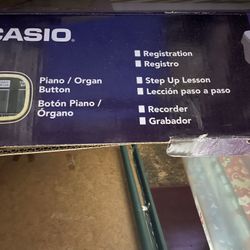 CASIO®
Piano / Organ
Button
Botón Piano /
Órgano
Registration
Registro
Step Up Lesson
Lección paso a paso
Recorder
Grabador